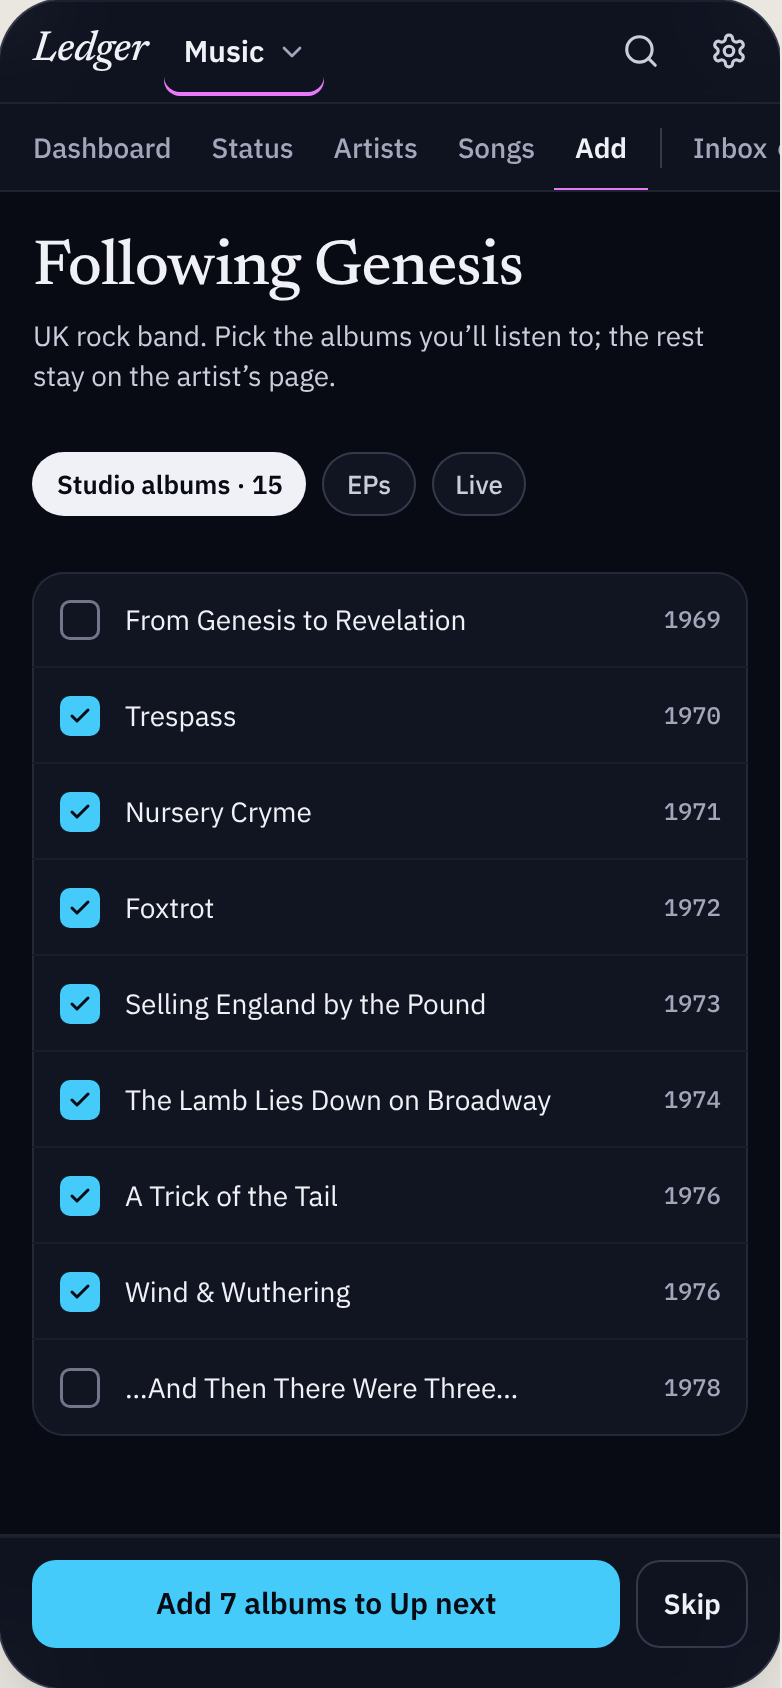 Ledger Music
Dashboard Status Artists Songs Add Inbox
Following Genesis
UK rock band. Pick the albums you’ll listen to; the rest
stay on the artist’s page.
Studio albums · 15 EPs Live
From Genesis to Revelation 1969
Trespass 1970
Nursery Cryme 1971
Foxtrot 1972
Selling England by the Pound 1973
The Lamb Lies Down on Broadway 1974
A Trick of the Tail 1976
Wind & Wuthering 1976
...And Then There Were Three... 1978
Add 7 albums to Up next Skip